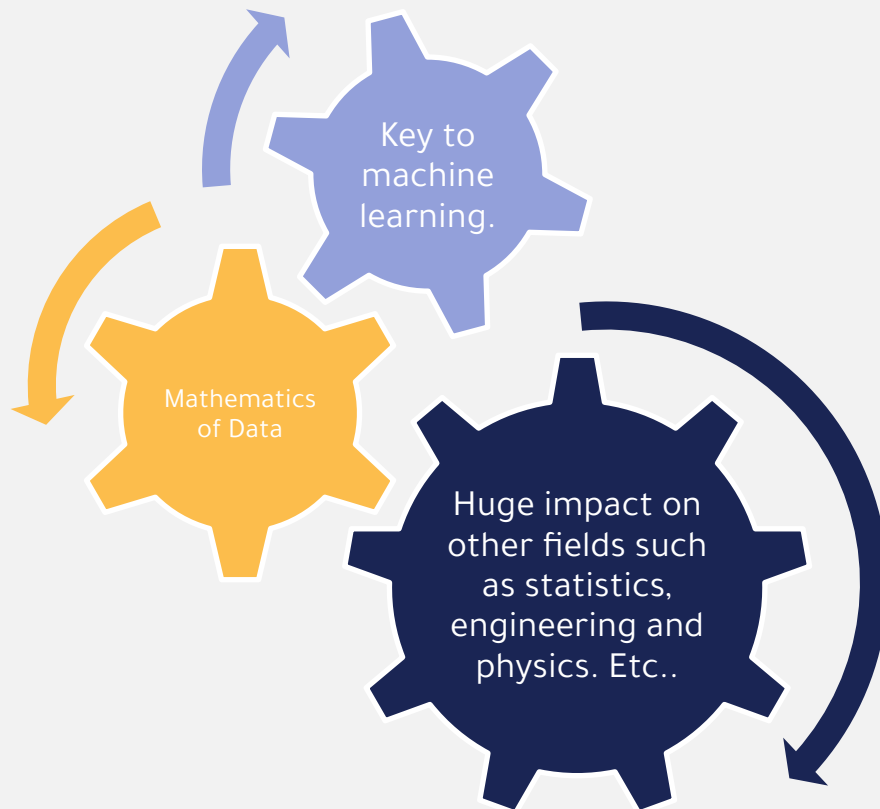 Key to
machine
learning.
Mathematics
of Data
Huge impact on
other fields such
as statistics,
engineering and
physics. Etc..